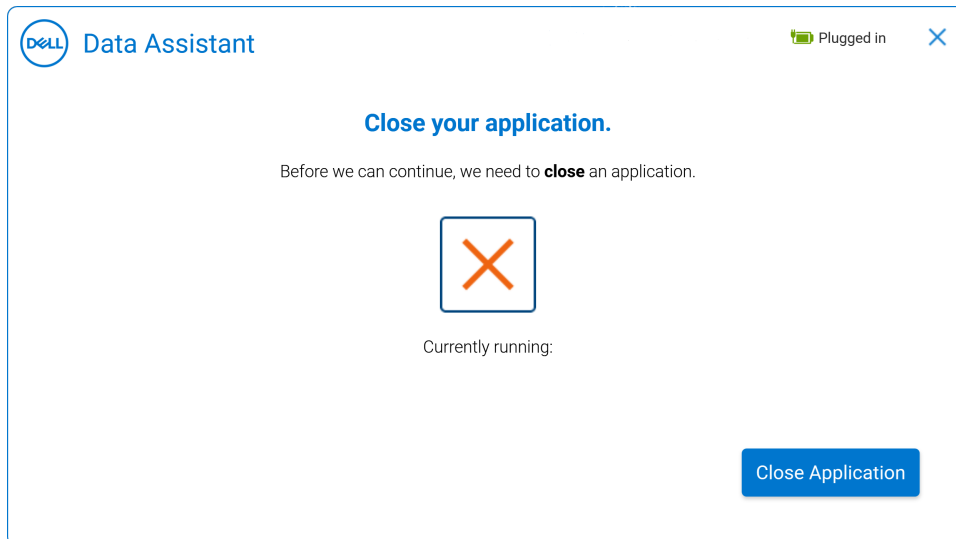 DELL
Data Assistant
Plugged in
Close your application.
Before we can continue, we need to close an application.
Currently running:
Close Application